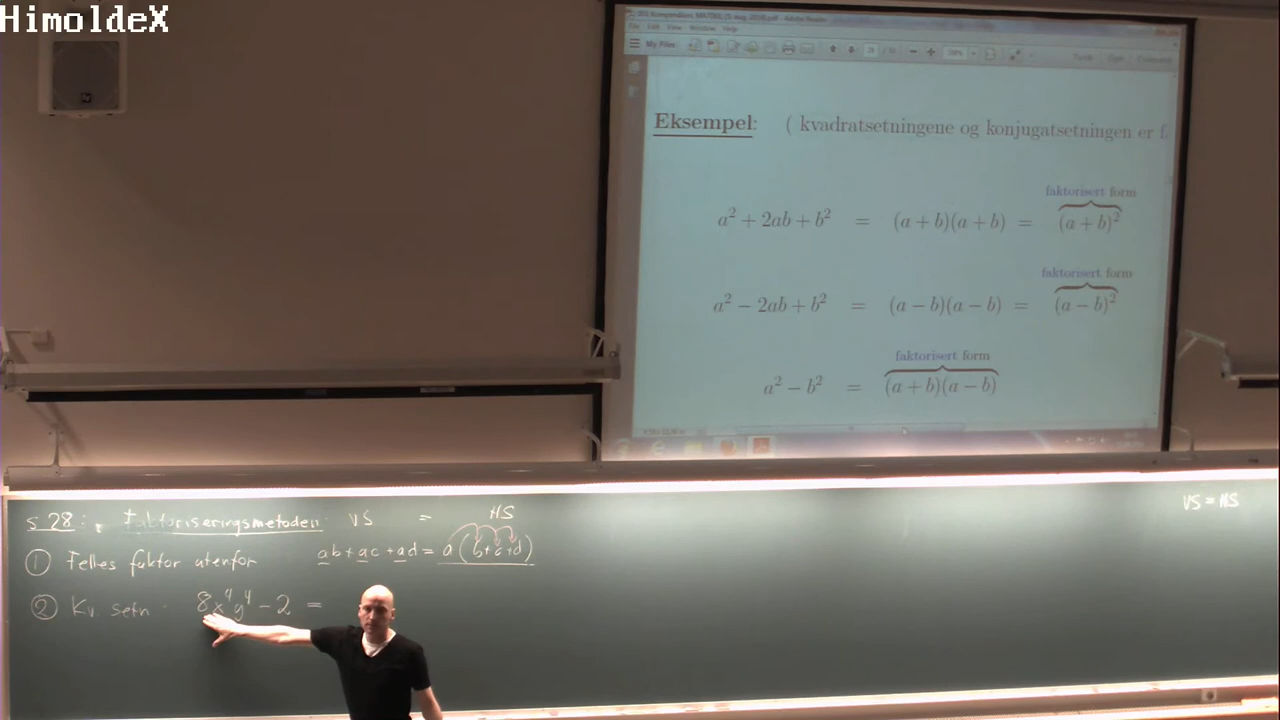 HimoldeX
My Files
Eksempel: ( kvadratsetningene og konjugatsetningen er f
faktorisert form
a² + 2ab + b² = (a + b)(a + b) = (a + b)²
faktorisert form
a² − 2ab + b² = (a − b)(a − b) = (a − b)²
faktorisert form
a² − b² = (a + b)(a − b)
VS = HS
s 28: Faktoriseringsmetoden: VS = HS
① Felles faktor utenfor ab + ac + ad = a(b+c+d)
② Kv. setn. 8x⁴y⁴ − 2 =